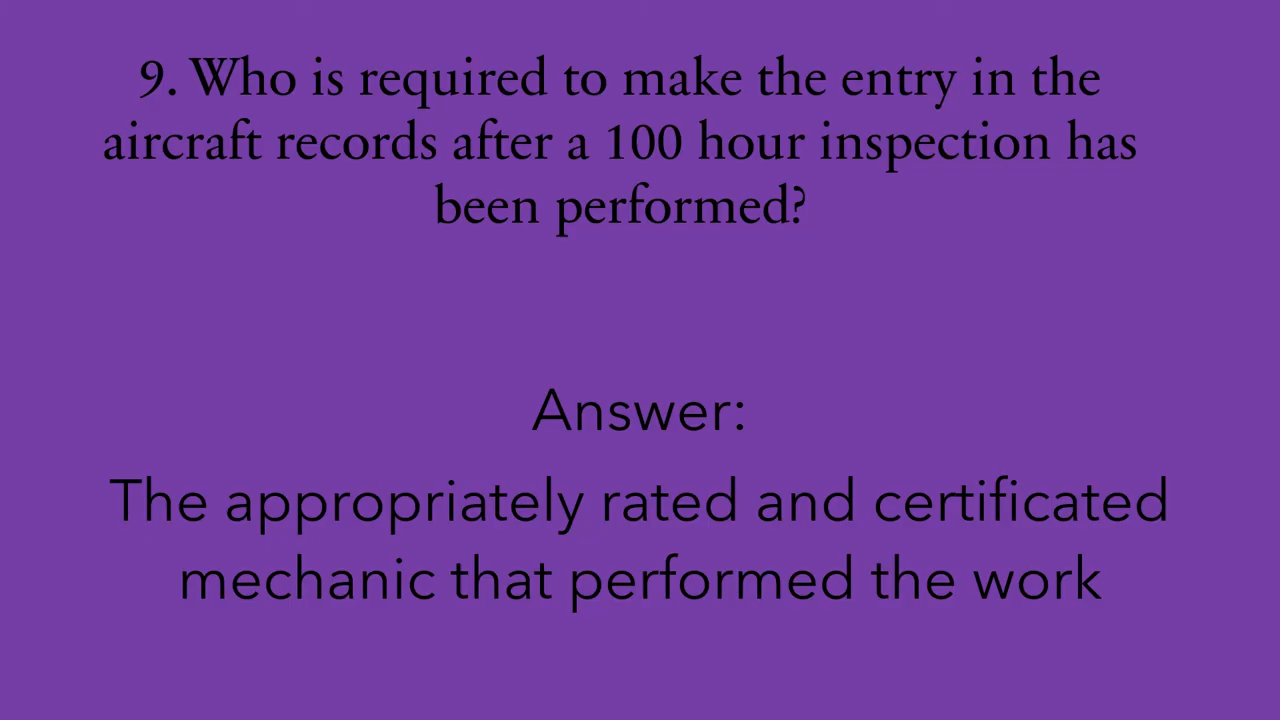 9. Who is required to make the entry in the
aircraft records after a 100 hour inspection has
been performed?
Answer:
The appropriately rated and certificated
mechanic that performed the work